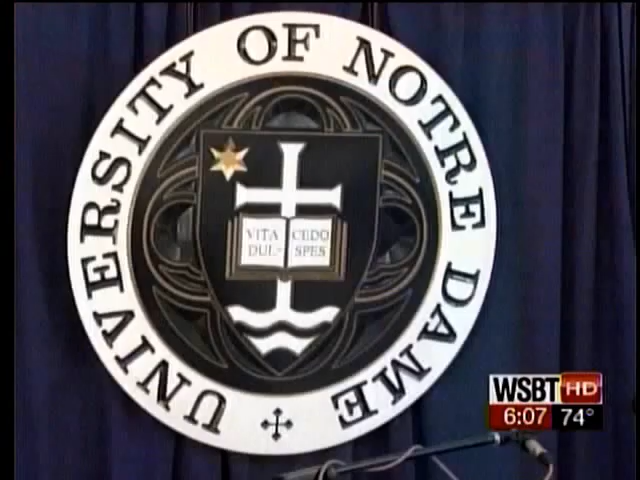 UNIVERSITY OF NOTRE DAME
VITA CEDO
DUL= SPES
WSBT HD
6:07 74°